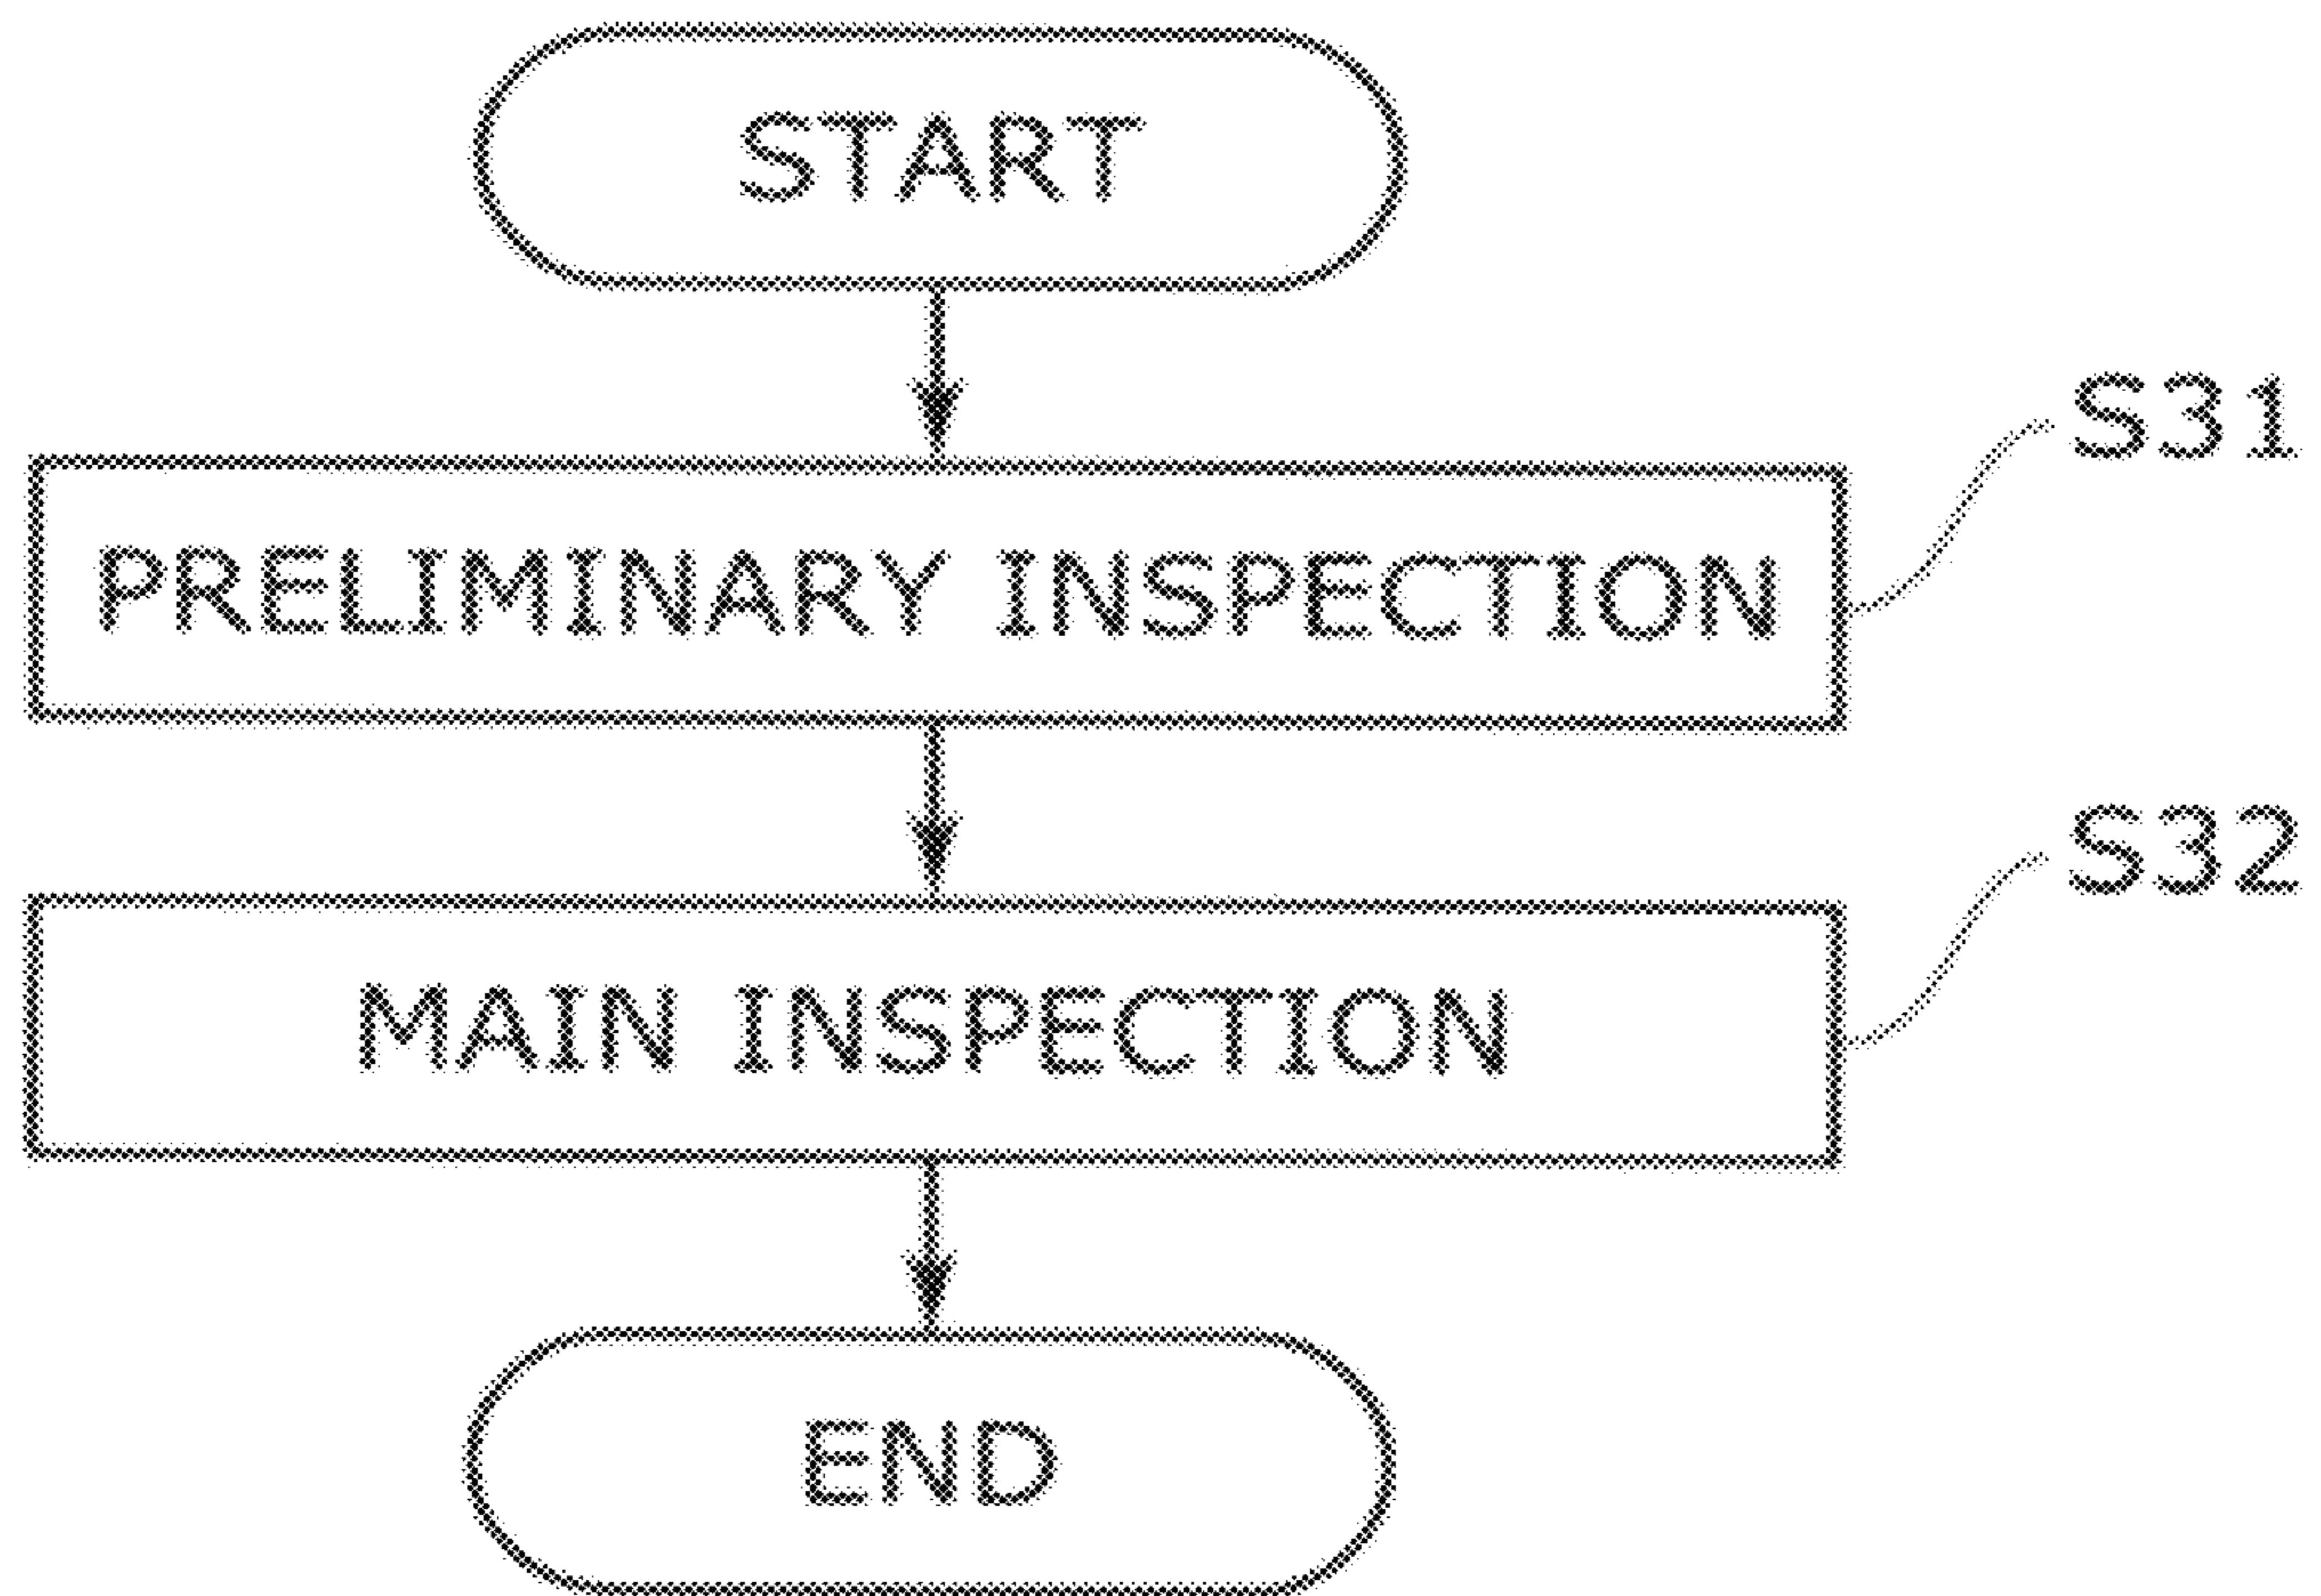 START
S31
PRELIMINARY INSPECTION
S32
MAIN INSPECTION
END